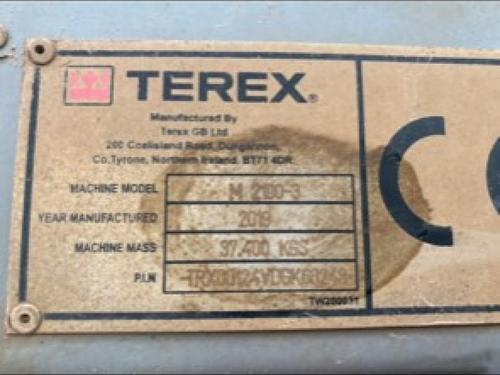 TEREX®
Manufactured By
Terex GB Ltd
200 Coalisland Road, Dungannon,
Co.Tyrone, Northern Ireland. BT71 4DR.
MACHINE MODEL M 2100-3
YEAR MANUFACTURED 2019
MACHINE MASS 37,400 KGS
P.I.N